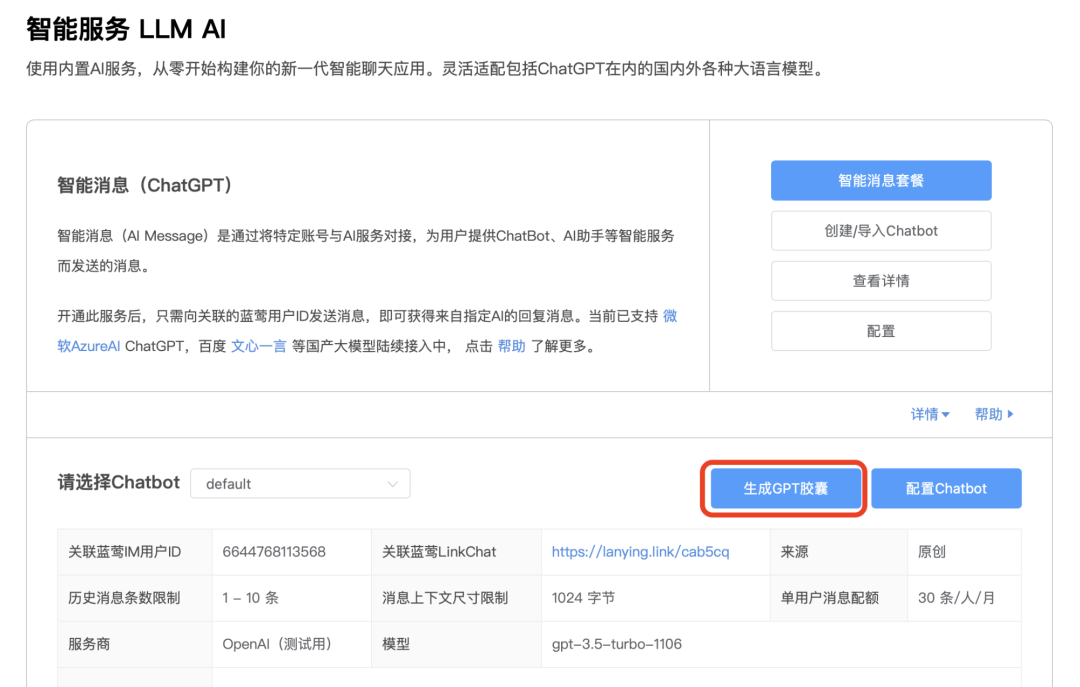 智能服务 LLM AI
使用内置AI服务，从零开始构建你的新一代智能聊天应用。灵活适配包括ChatGPT在内的国内外各种大语言模型。
智能消息（ChatGPT）
智能消息（AI Message）是通过将特定账号与AI服务对接，为用户提供ChatBot、AI助手等智能服务
而发送的消息。
开通此服务后，只需向关联的蓝莺用户ID发送消息，即可获得来自指定AI的回复消息。当前已支持 微
软AzureAI ChatGPT，百度 文心一言 等国产大模型陆续接入中， 点击 帮助 了解更多。
智能消息套餐
创建/导入Chatbot
查看详情
配置
详情 帮助
请选择Chatbot default 生成GPT胶囊 配置Chatbot
关联蓝莺IM用户ID 6644768113568 关联蓝莺LinkChat https://lanying.link/cab5cq 来源 原创
历史消息条数限制 1 – 10 条 消息上下文尺寸限制 1024 字节 单用户消息配额 30 条/人/月
服务商 OpenAI（测试用） 模型 gpt-3.5-turbo-1106